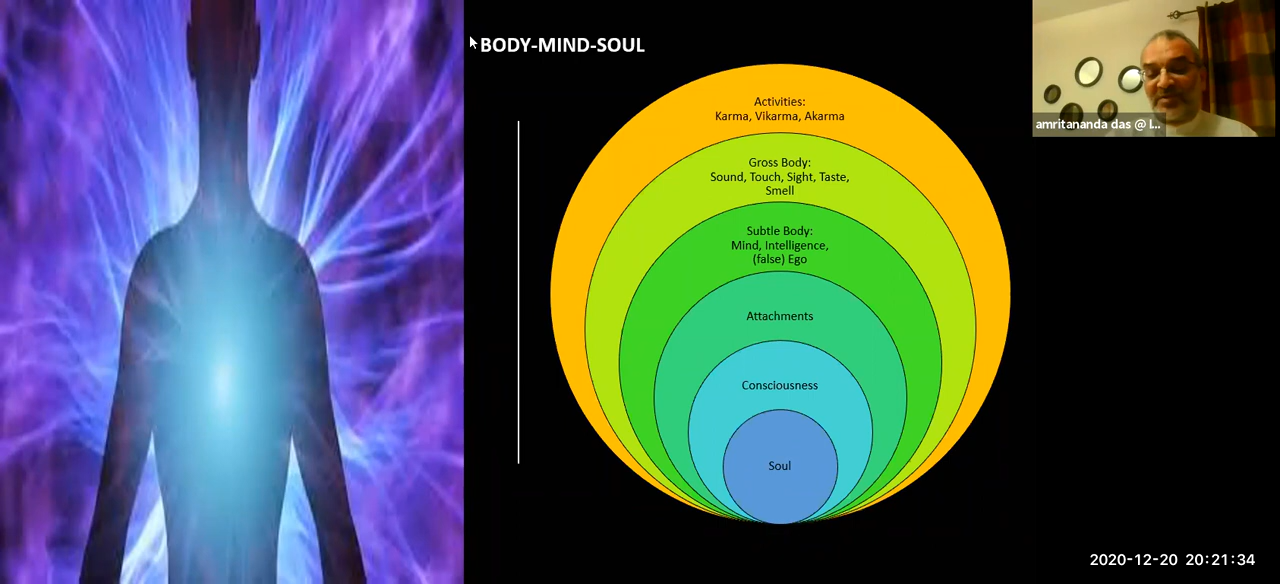 BODY-MIND-SOUL
Activities:
Karma, Vikarma, Akarma
Gross Body:
Sound, Touch, Sight, Taste,
Smell
Subtle Body:
Mind, Intelligence,
(false) Ego
Attachments
Consciousness
Soul
amritananda das @ l...
2020-12-20 20:21:34